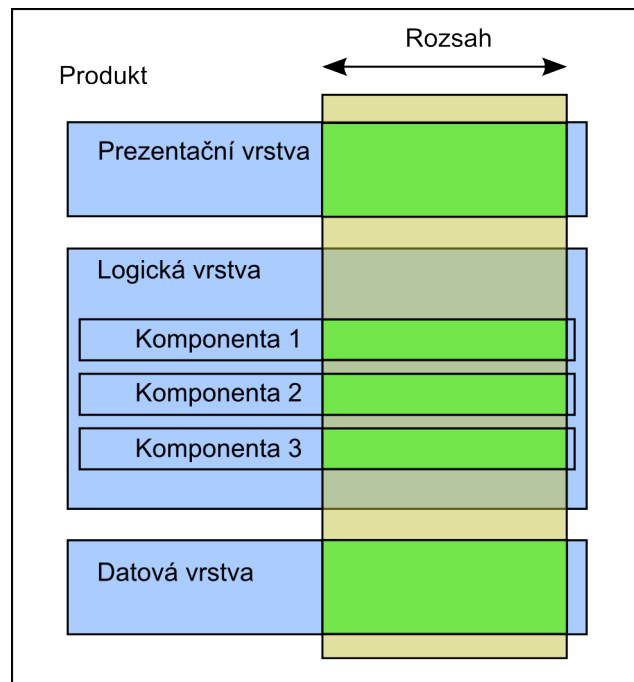 Rozsah
Produkt
Prezentační vrstva
Logická vrstva
Komponenta 1
Komponenta 2
Komponenta 3
Datová vrstva